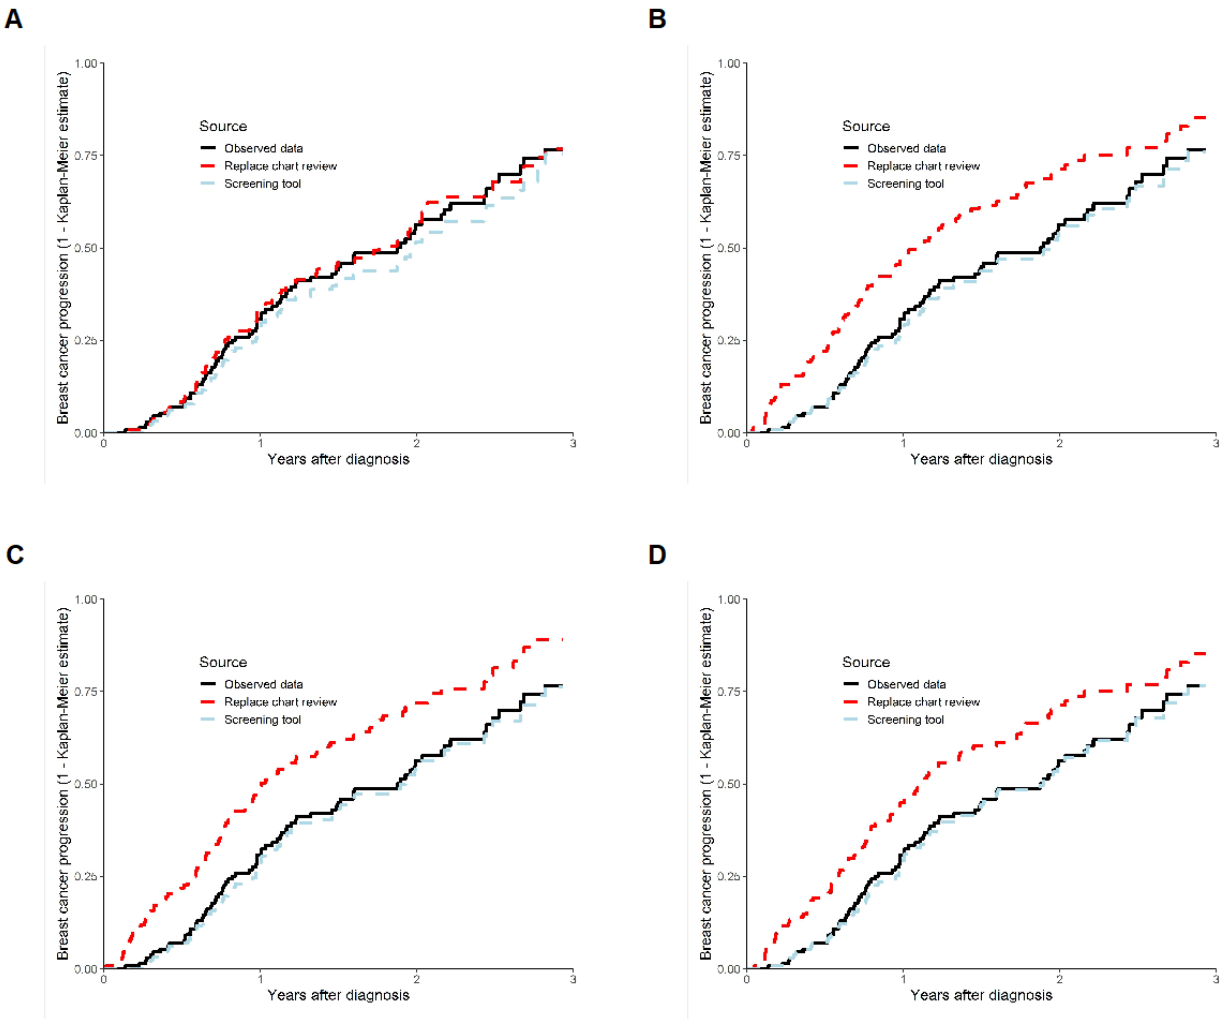 A
Breast cancer progression (1 - Kaplan-Meier estimate)
1.00
0.75
0.50
0.25
0.00
Source
Observed data
Replace chart review
Screening tool
0 1 2 3
Years after diagnosis
B
Breast cancer progression (1 - Kaplan-Meier estimate)
1.00
0.75
0.50
0.25
0.00
Source
Observed data
Replace chart review
Screening tool
0 1 2 3
Years after diagnosis
C
Breast cancer progression (1 - Kaplan-Meier estimate)
1.00
0.75
0.50
0.25
0.00
Source
Observed data
Replace chart review
Screening tool
0 1 2 3
Years after diagnosis
D
Breast cancer progression (1 - Kaplan-Meier estimate)
1.00
0.75
0.50
0.25
0.00
Source
Observed data
Replace chart review
Screening tool
0 1 2 3
Years after diagnosis